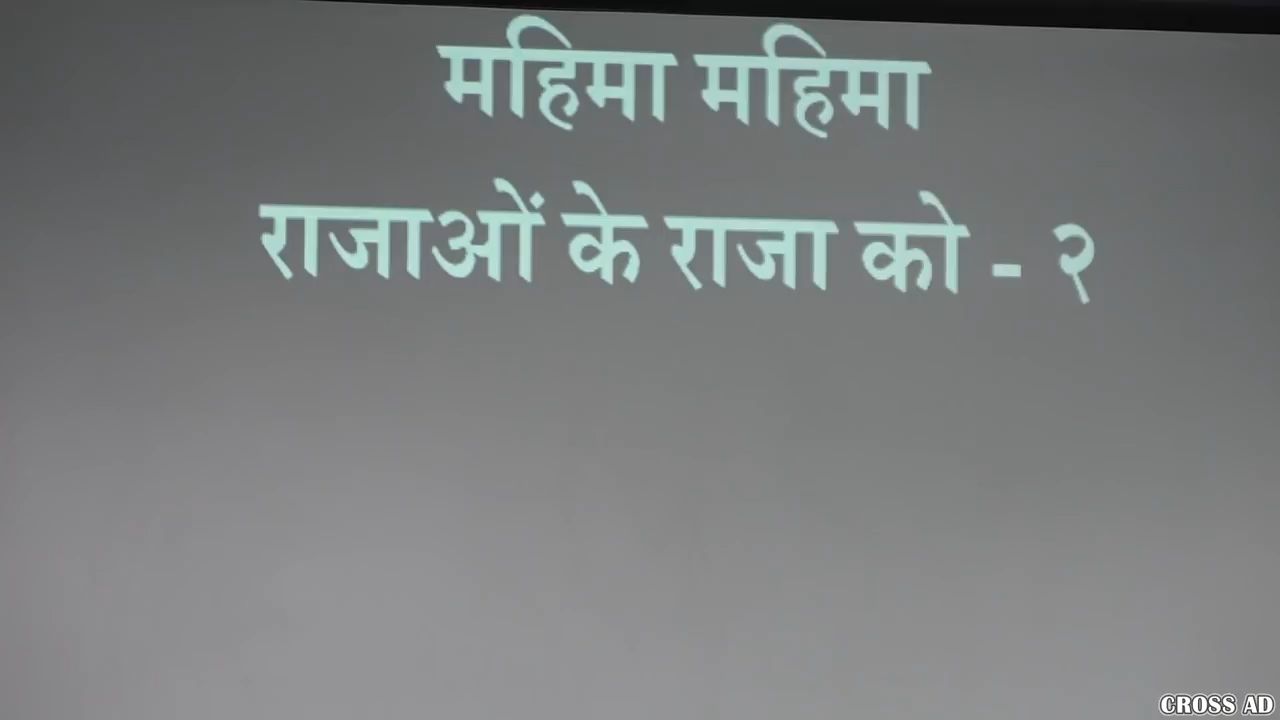 महिमा महिमा
राजाओं के राजा को - २
CROSS AD